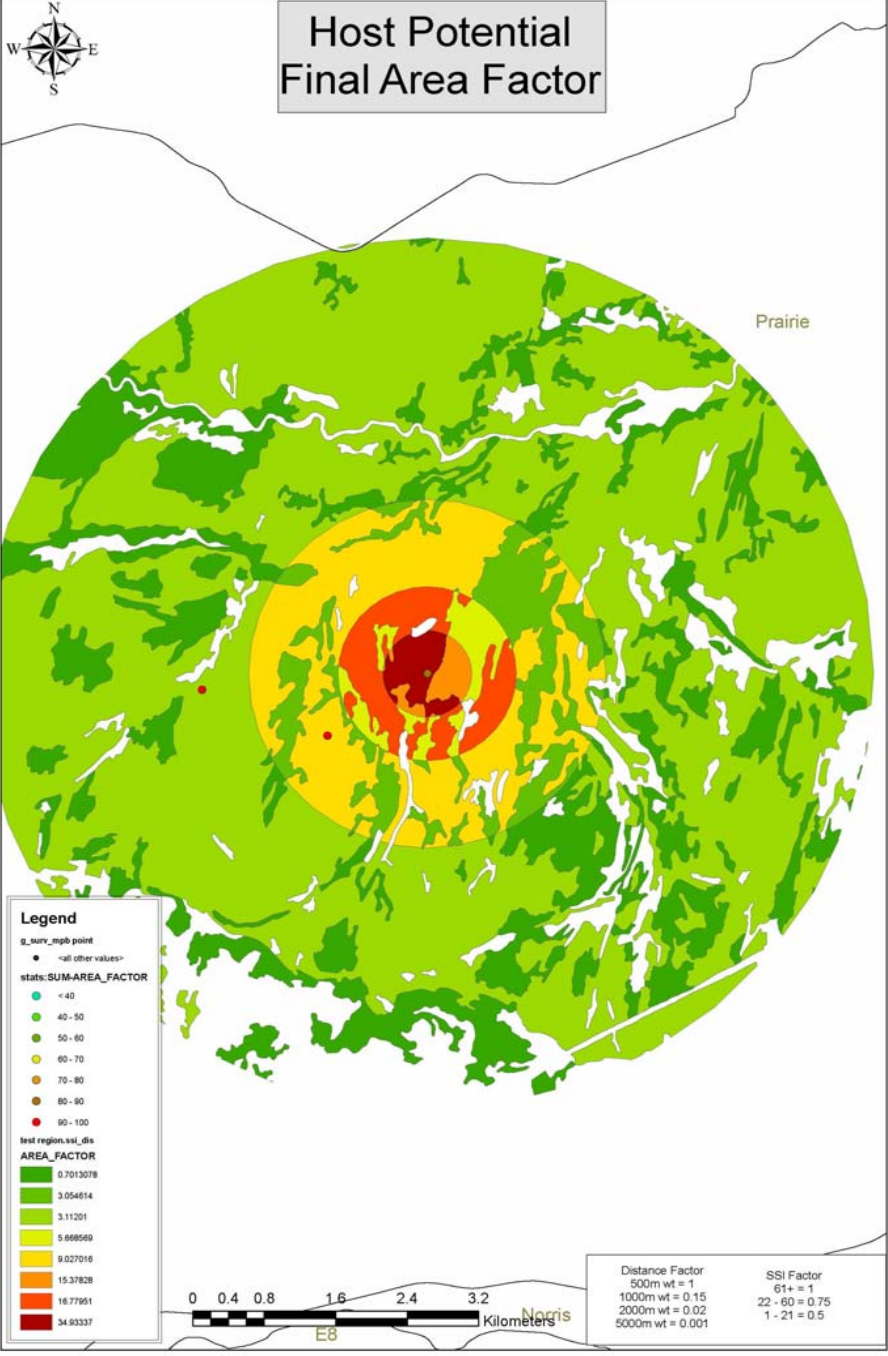 N
W E
S
Host Potential
Final Area Factor
Prairie
Legend
g_surv_mpb point
<all other values>
stats:SUM-AREA_FACTOR
< 40
40 - 50
50 - 60
60 - 70
70 - 80
80 - 90
90 - 100
test region.ssi_dis
AREA_FACTOR
0.7013078
3.054614
3.11201
5.668569
9.027016
15.37828
16.77951
34.93337
0 0.4 0.8 1.6 2.4 3.2
Kilometers
Norris
E8
Distance Factor
500m wt = 1
1000m wt = 0.15
2000m wt = 0.02
5000m wt = 0.001
SSI Factor
61+ = 1
22 - 60 = 0.75
1 - 21 = 0.5